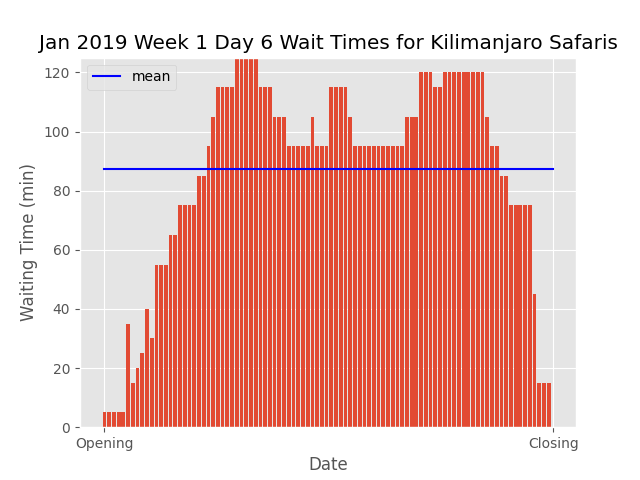 Jan 2019 Week 1 Day 6 Wait Times for Kilimanjaro Safaris
mean
120
100
80
60
40
20
0
Waiting Time (min)
Opening Closing
Date